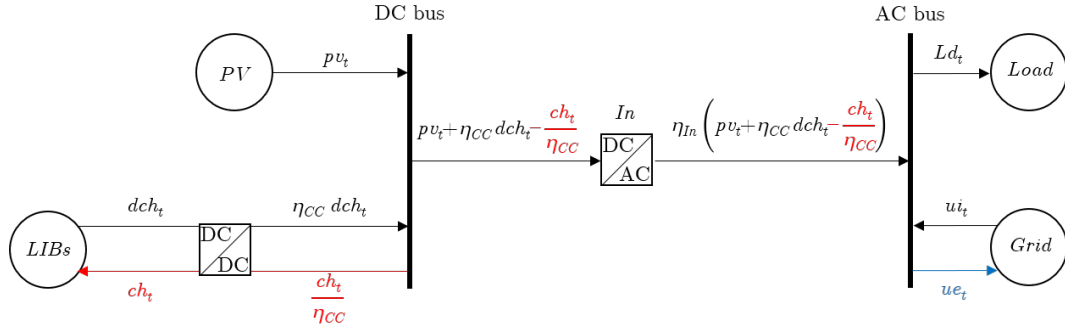 DC bus
AC bus
PV
pv_t
Ld_t
Load
pv_t + η_CC dch_t − ch_t/η_CC
In
DC
AC
η_In (pv_t + η_CC dch_t − ch_t/η_CC)
LIBs
dch_t
DC
DC
η_CC dch_t
ch_t
ch_t/η_CC
ui_t
Grid
ue_t